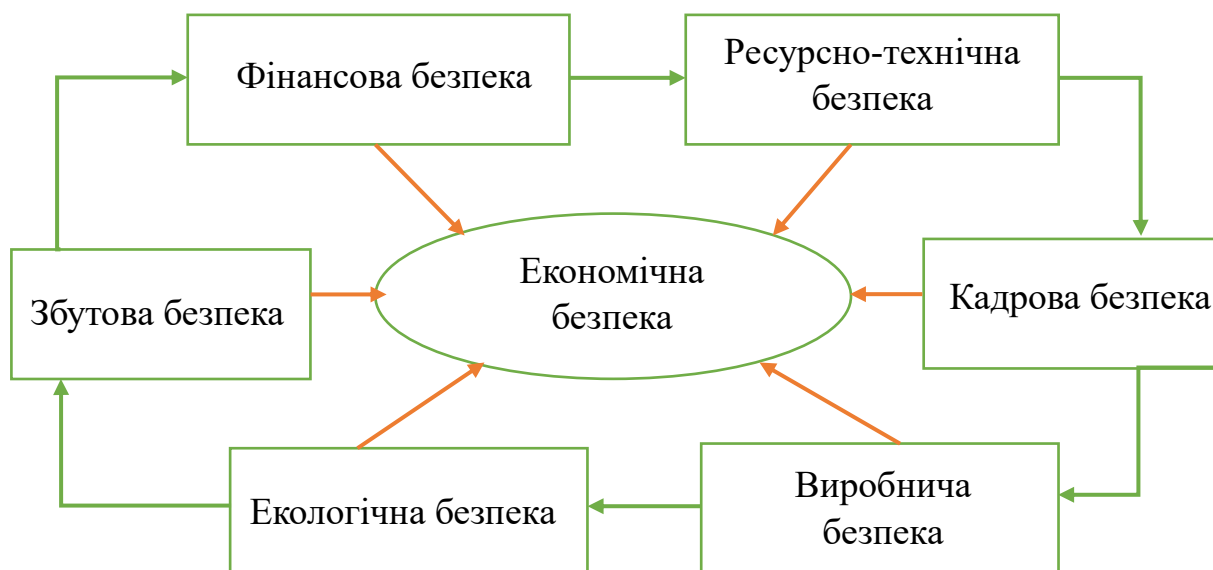 Фінансова безпека
Ресурсно-технічна
безпека
Економічна
безпека
Збутова безпека
Кадрова безпека
Екологічна безпека
Виробнича
безпека